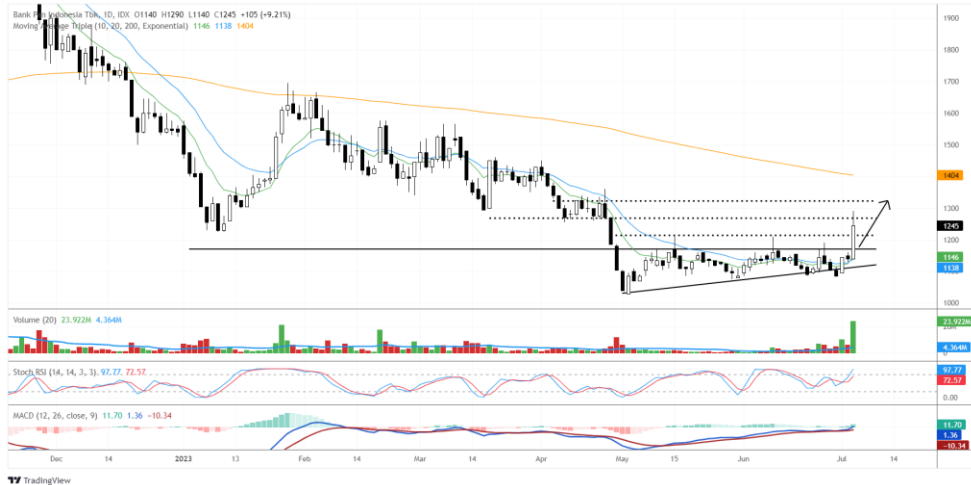 Bank Pan Indonesia Tbk, 1D, IDX O1140 H1290 L1140 C1245 +105 (+9.21%)
Moving Average Triple (10, 20, 200, Exponential) 1146 1138 1404
1900
1800
1700
1600
1500
1404
1300
1245
1200
1146
1138
1100
1000
Volume (20) 23.922M 4.364M
23.922M
4.364M
Stoch RSI (14, 14, 3, 3) 97.77 72.57
97.77
72.57
0.00
MACD (12, 26, close, 9) 11.70 1.36 −10.34
11.70
1.36
−10.34
Dec 14 2023 13 Feb 14 Mar 14 Apr May 15 Jun Jul 14
TradingView